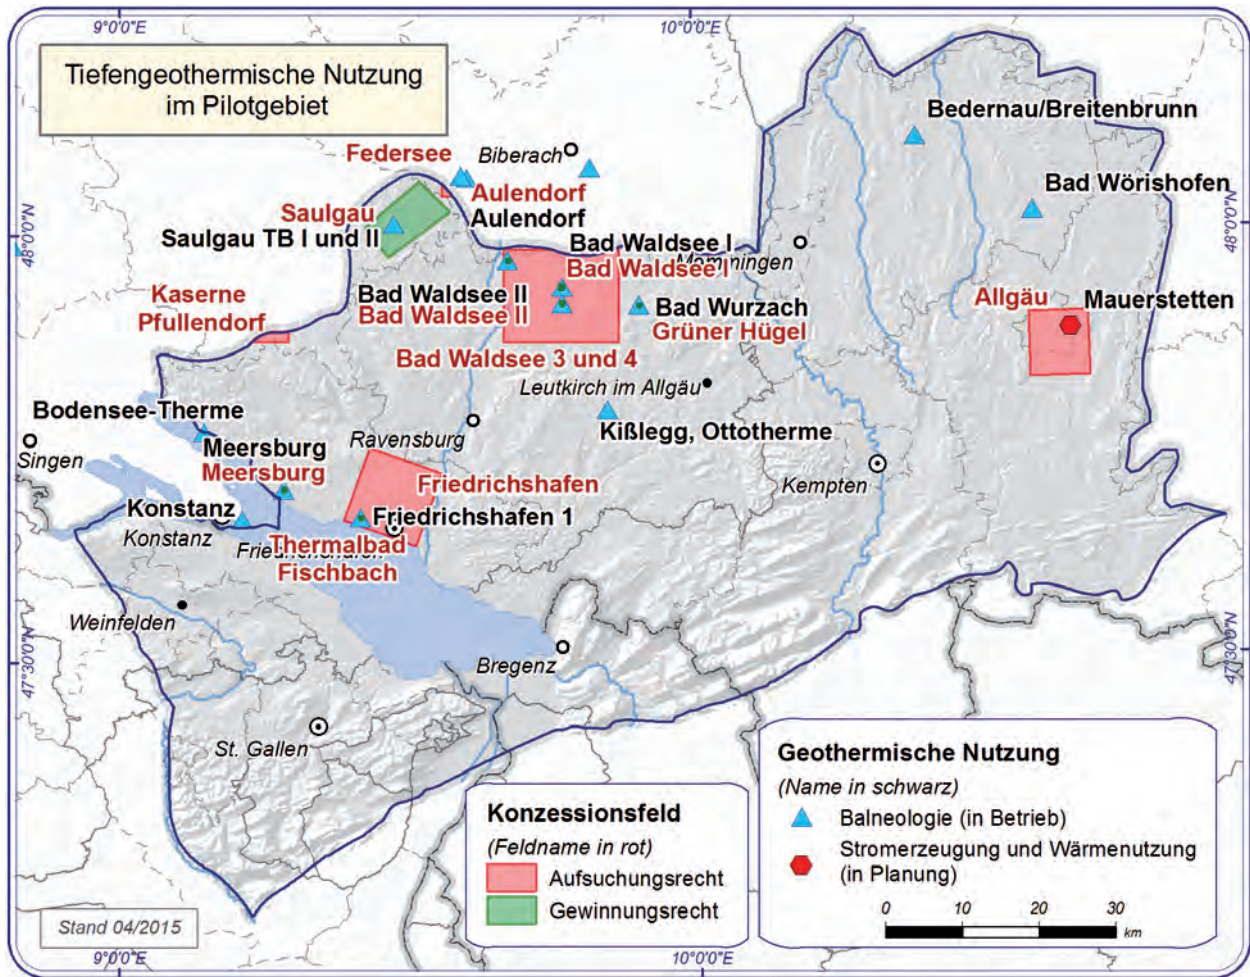 9°0'0"E
10°0'0"E
Tiefengeothermische Nutzung
im Pilotgebiet
Bedernau/Breitenbrunn
Federsee
Biberach
Bad Wörishofen
Aulendorf
Aulendorf
Saulgau
Saulgau TB I und II
48°0'0"N
48°0'0"N
Bad Waldsee I
Bad Waldsee I
Memmingen
Bad Waldsee II
Bad Waldsee II
Kaserne
Pfullendorf
Bad Wurzach
Grüner Hügel
Allgäu
Mauerstetten
Bad Waldsee 3 und 4
Leutkirch im Allgäu
Bodensee-Therme
Kißlegg, Ottotherme
Ravensburg
Singen
Meersburg
Meersburg
Friedrichshafen
Kempten
Konstanz
Konstanz
Friedrichshafen 1
Friedrichshafen
Thermalbad
Fischbach
Weinfelden
Bregenz
47°30'0"N
47°30'0"N
St. Gallen
Konzessionsfeld
(Feldname in rot)
Aufsuchungsrecht
Gewinnungsrecht
Geothermische Nutzung
(Name in schwarz)
Balneologie (in Betrieb)
Stromerzeugung und Wärmenutzung
(in Planung)
0 10 20 30
km
Stand 04/2015
9°0'0"E
10°0'0"E